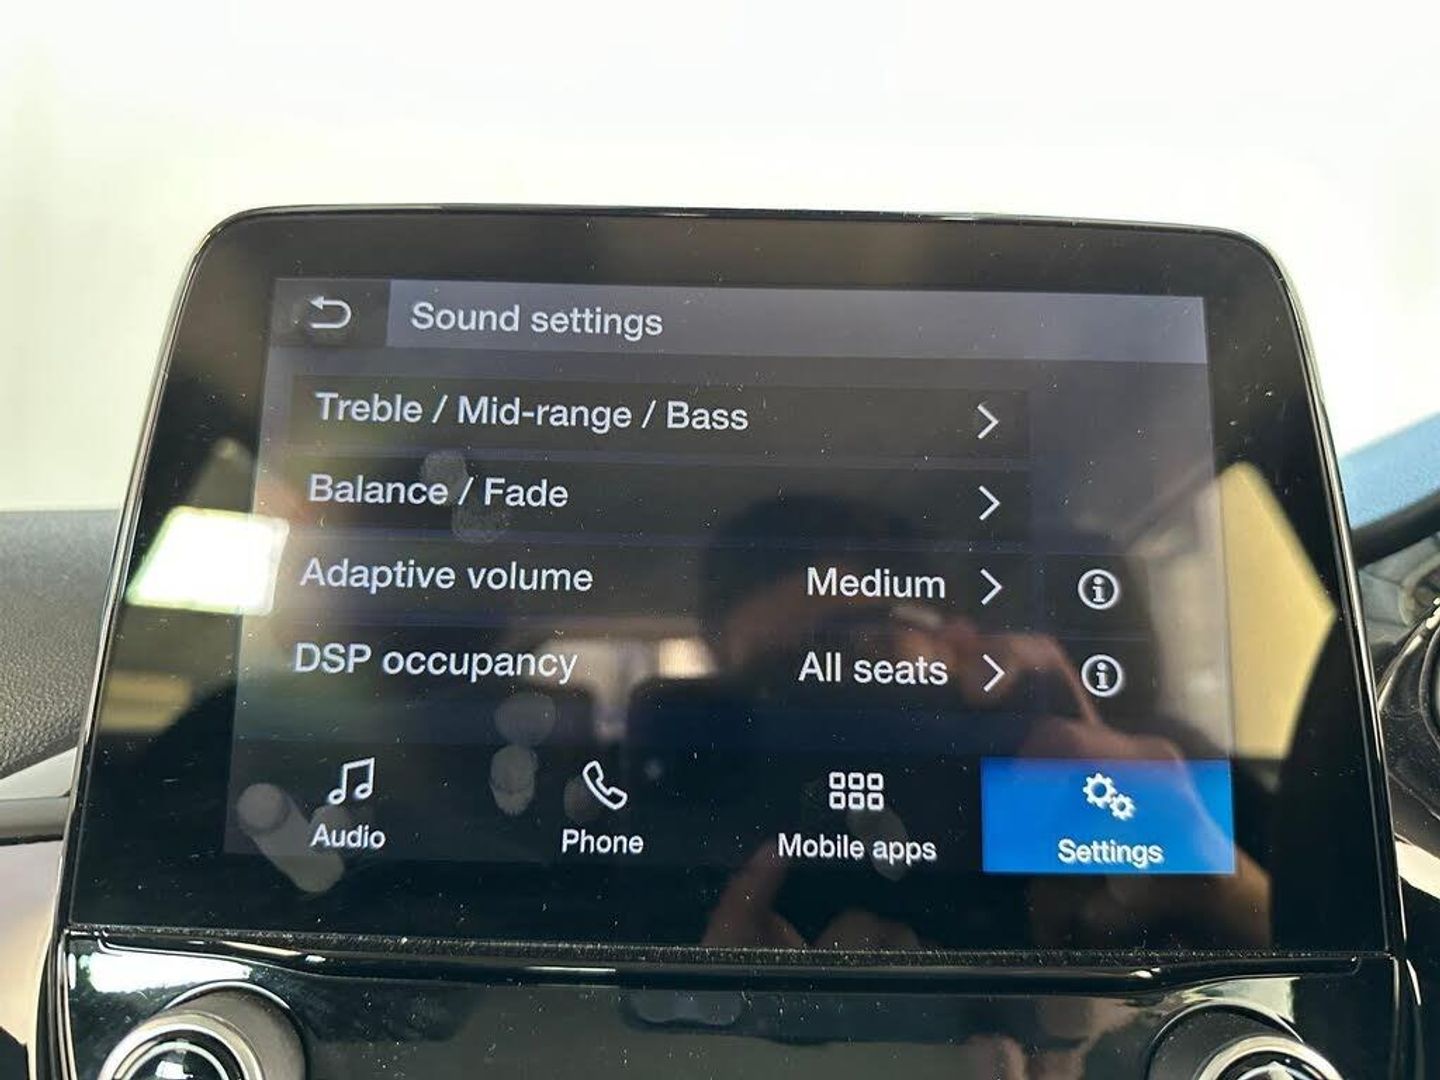 Sound settings
Treble / Mid-range / Bass
Balance / Fade
Adaptive volume Medium
DSP occupancy All seats
Audio Phone Mobile apps Settings